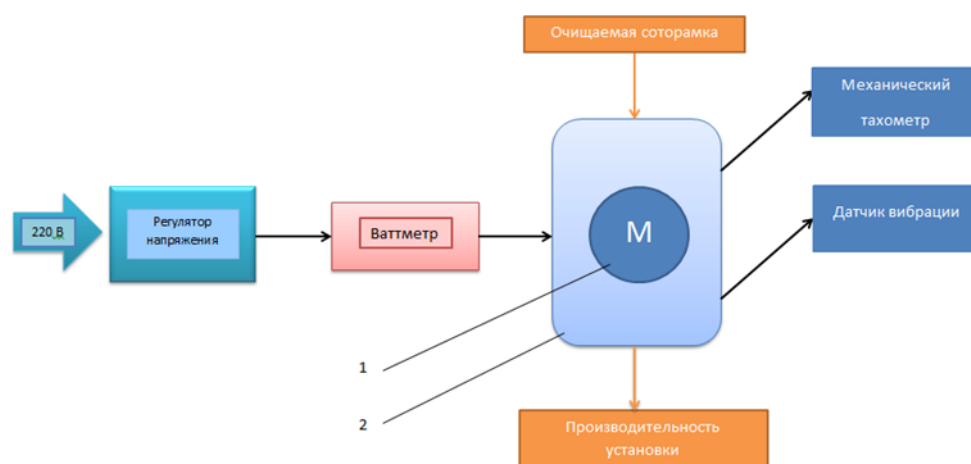 Очищаемая соторамка
Механический
тахометр
220 В
Регулятор
напряжения
Ваттметр
М
Датчик вибрации
1
2
Производительность
установки